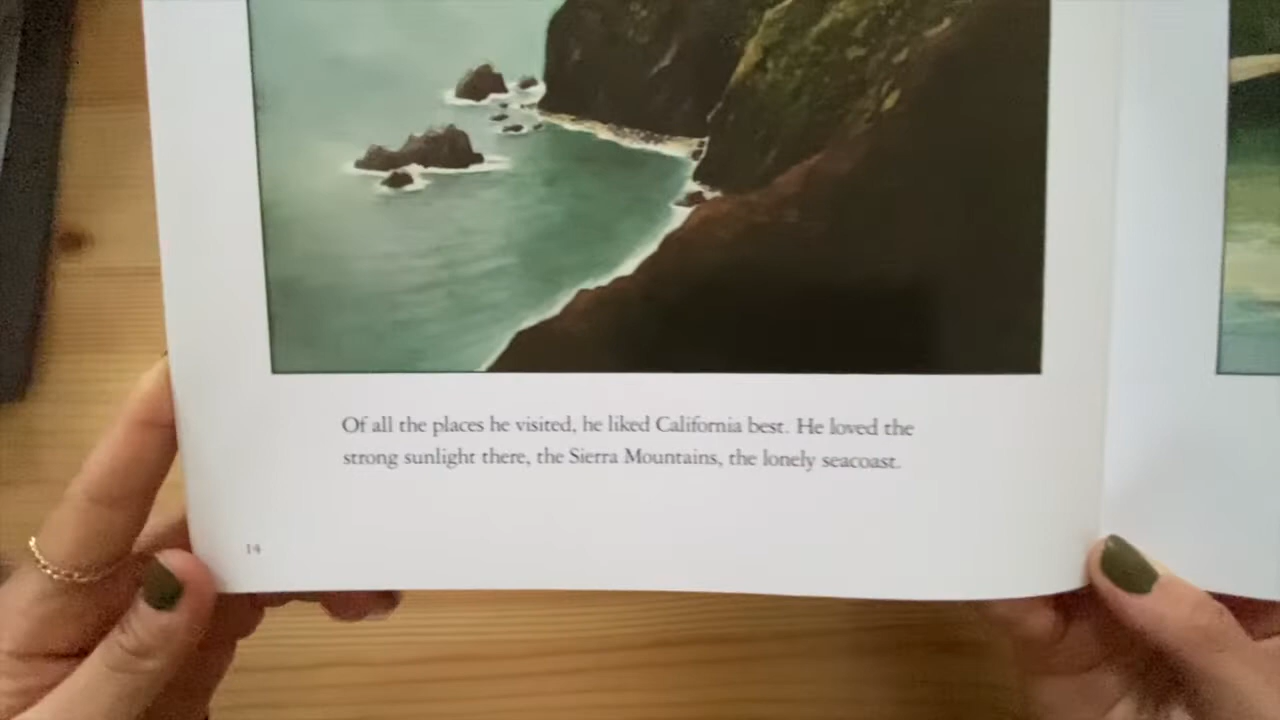 Of all the places he visited, he liked California best. He loved the
strong sunlight there, the Sierra Mountains, the lonely seacoast.
14